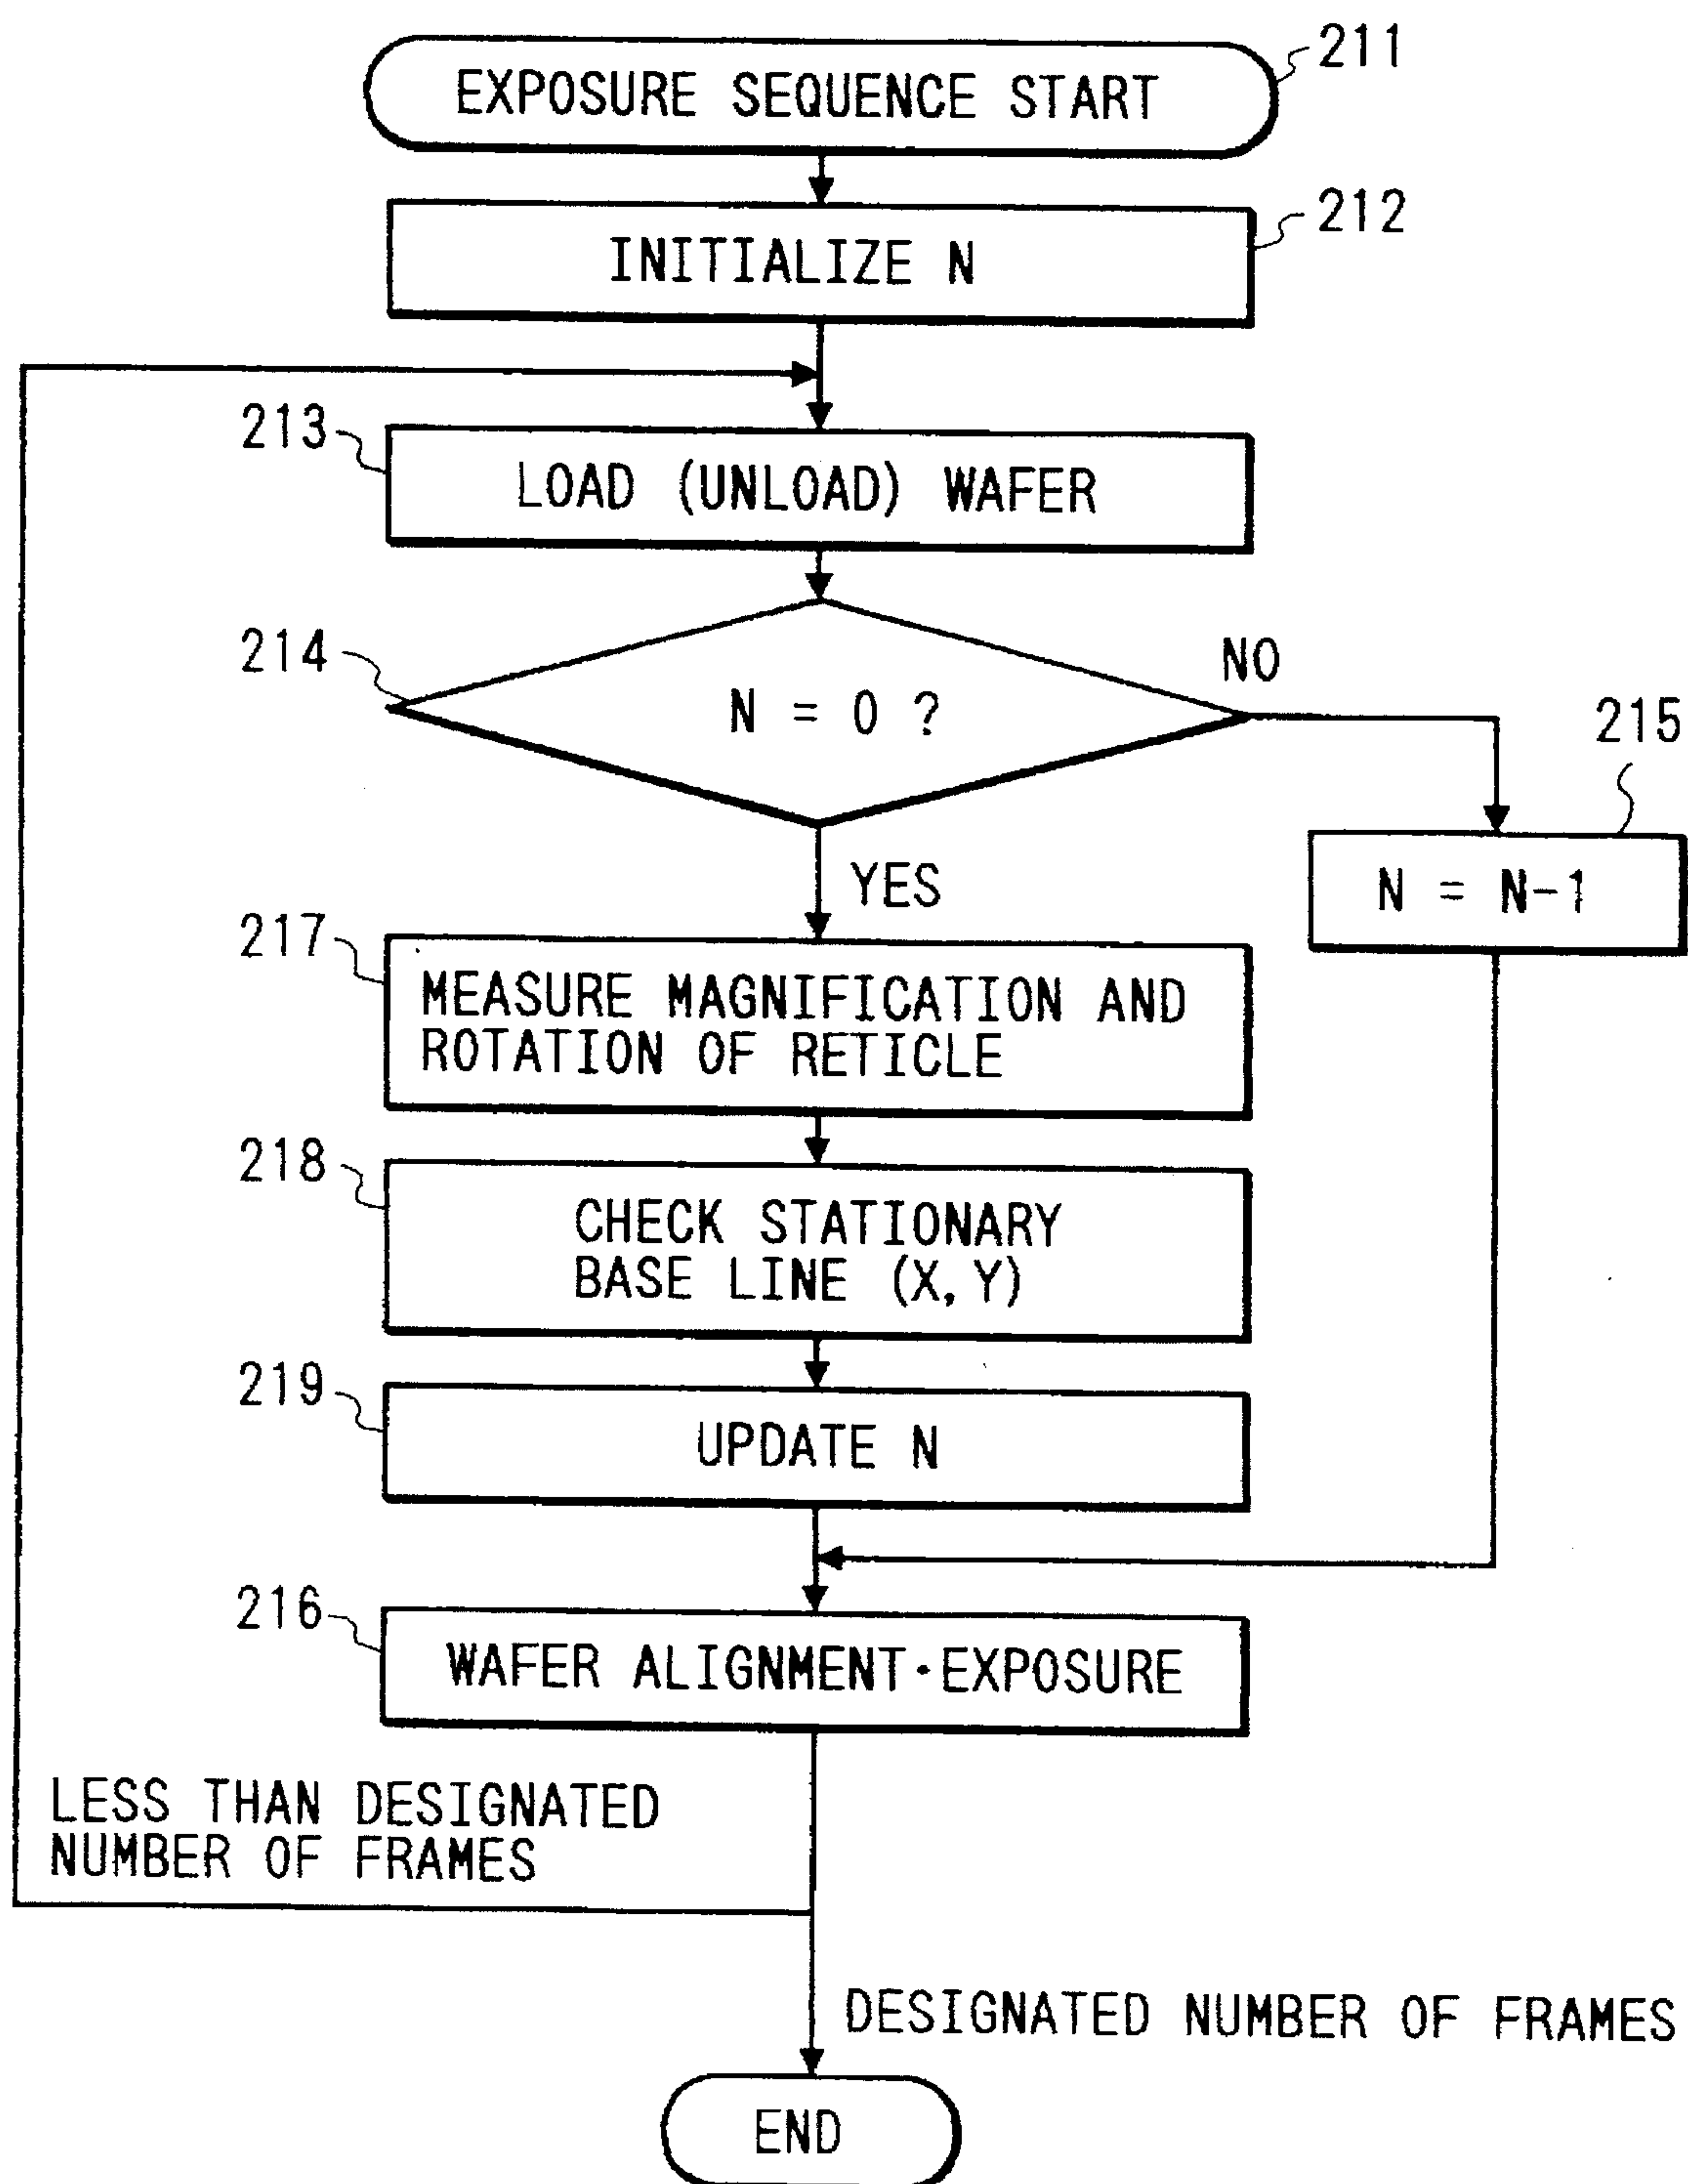 EXPOSURE SEQUENCE START
211
INITIALIZE N
212
213
LOAD (UNLOAD) WAFER
214
N = 0 ?
NO
215
N = N-1
YES
217
MEASURE MAGNIFICATION AND
ROTATION OF RETICLE
218
CHECK STATIONARY
BASE LINE (X, Y)
219
UPDATE N
216
WAFER ALIGNMENT·EXPOSURE
LESS THAN DESIGNATED
NUMBER OF FRAMES
DESIGNATED NUMBER OF FRAMES
END